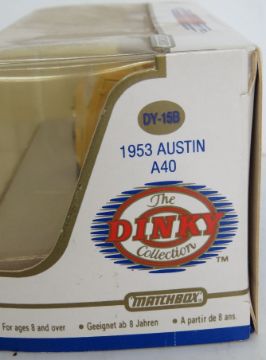 DY-15B
1953 AUSTIN
A40
The
DINKY
Collection
TM
MATCHBOX
For ages 8 and over • Geeignet ab 8 Jahren • A partir de 8 ans.